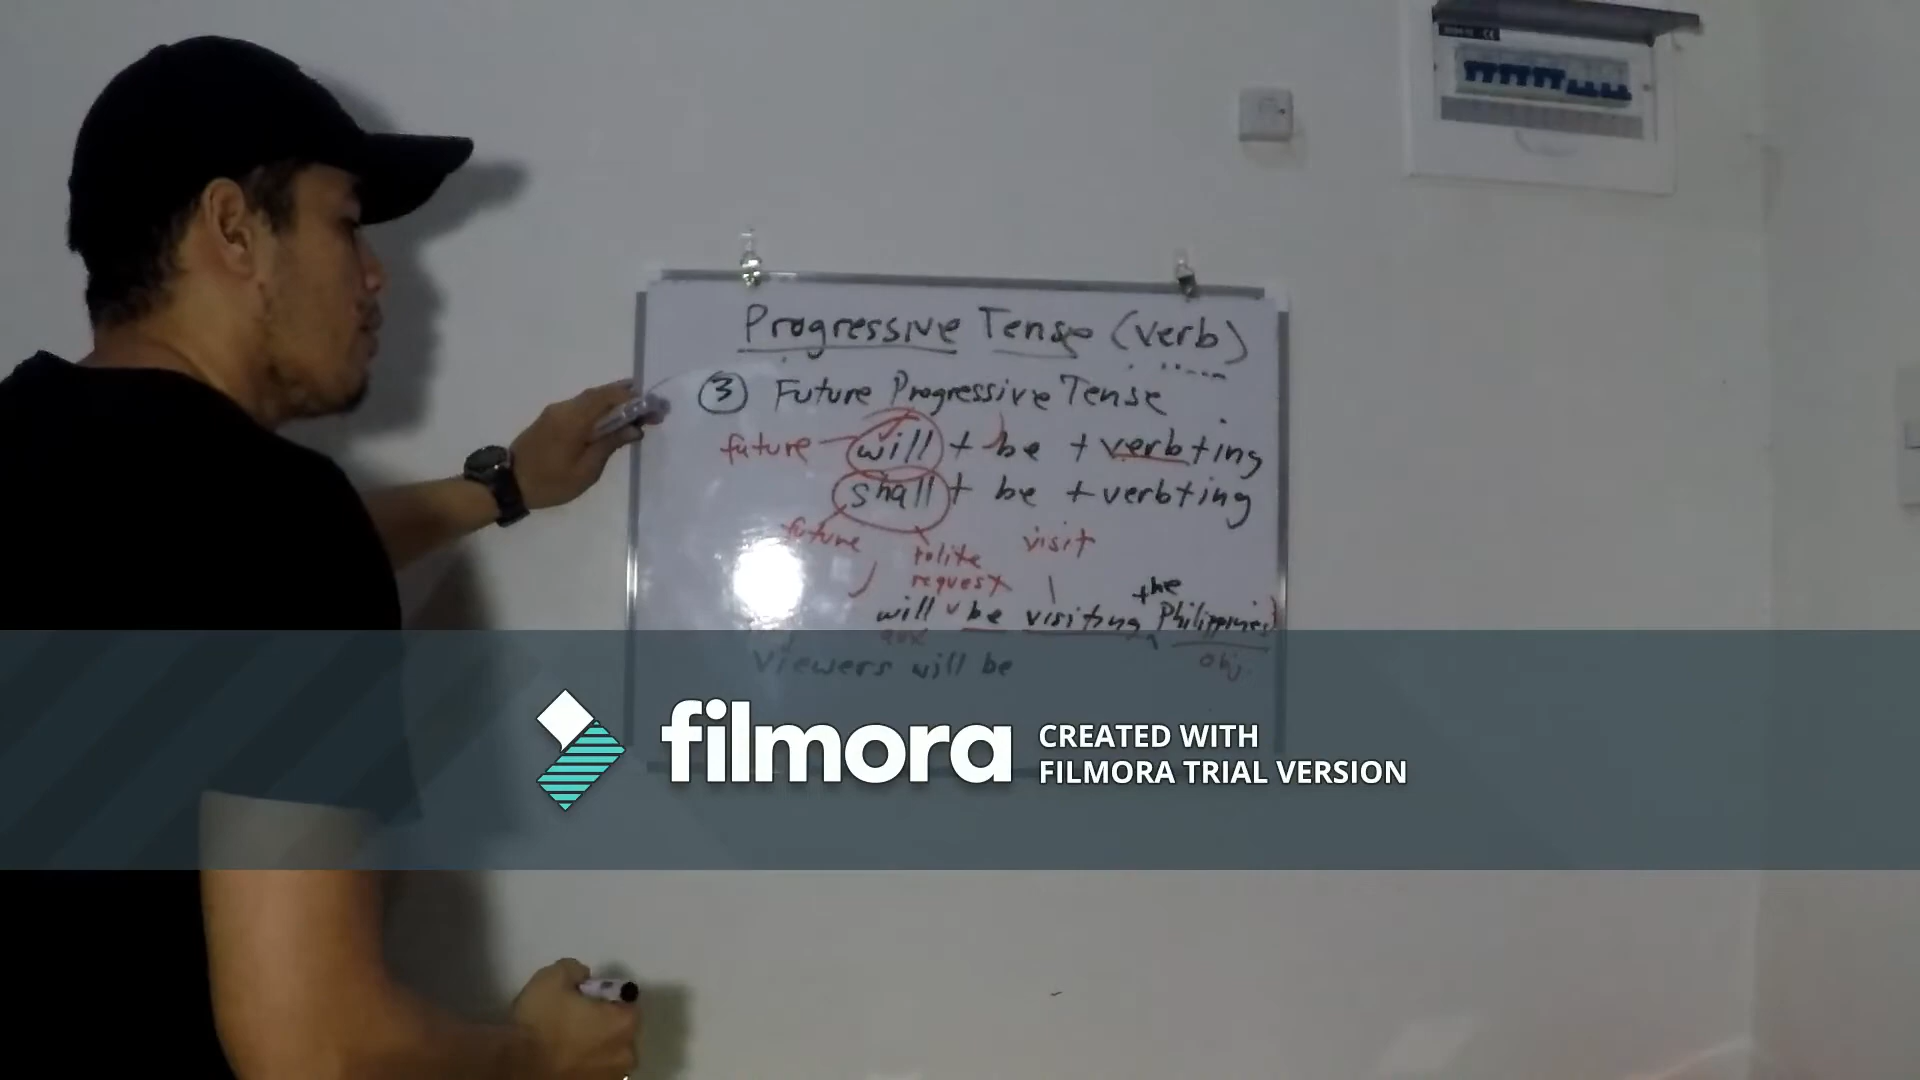 Progressive Tense (verb)
③ Future Progressive Tense
future will + be + verb+ing
shall + be + verb+ing
future
polite
request
visit
the
will be visiting Philippines
aux
obj.
Viewers will be
filmora
CREATED WITH
FILMORA TRIAL VERSION